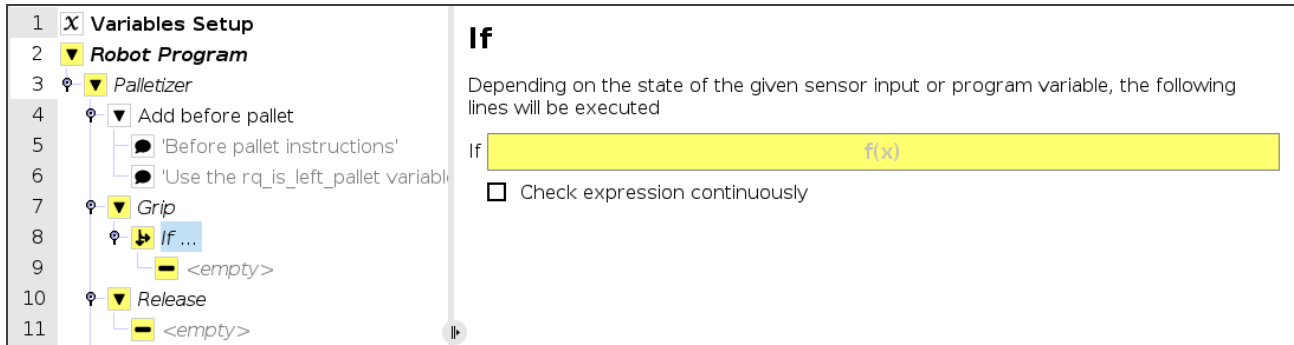 1 X Variables Setup
2 Robot Program
3 Palletizer
4 Add before pallet
5 'Before pallet instructions'
6 'Use the rq_is_left_pallet variabl
7 Grip
8 If ...
9 <empty>
10 Release
11 <empty>
If
Depending on the state of the given sensor input or program variable, the following
lines will be executed
If f(x)
Check expression continuously